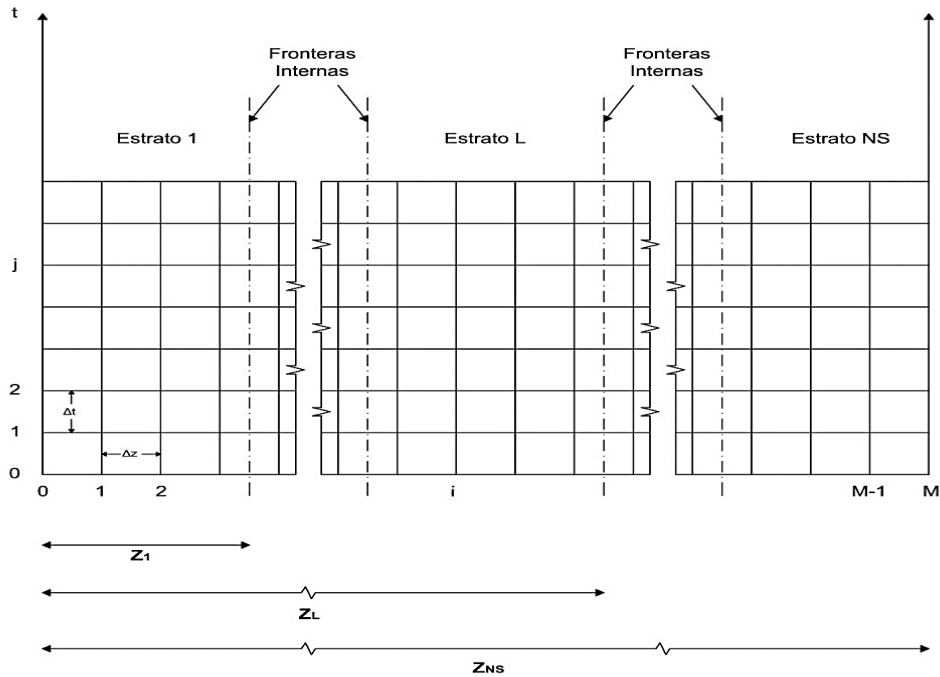 t
Fronteras
Internas
Fronteras
Internas
Estrato 1
Estrato L
Estrato NS
j
2
Δt
1
Δz
0
0 1 2 i M-1 M
Z1
ZL
ZNS